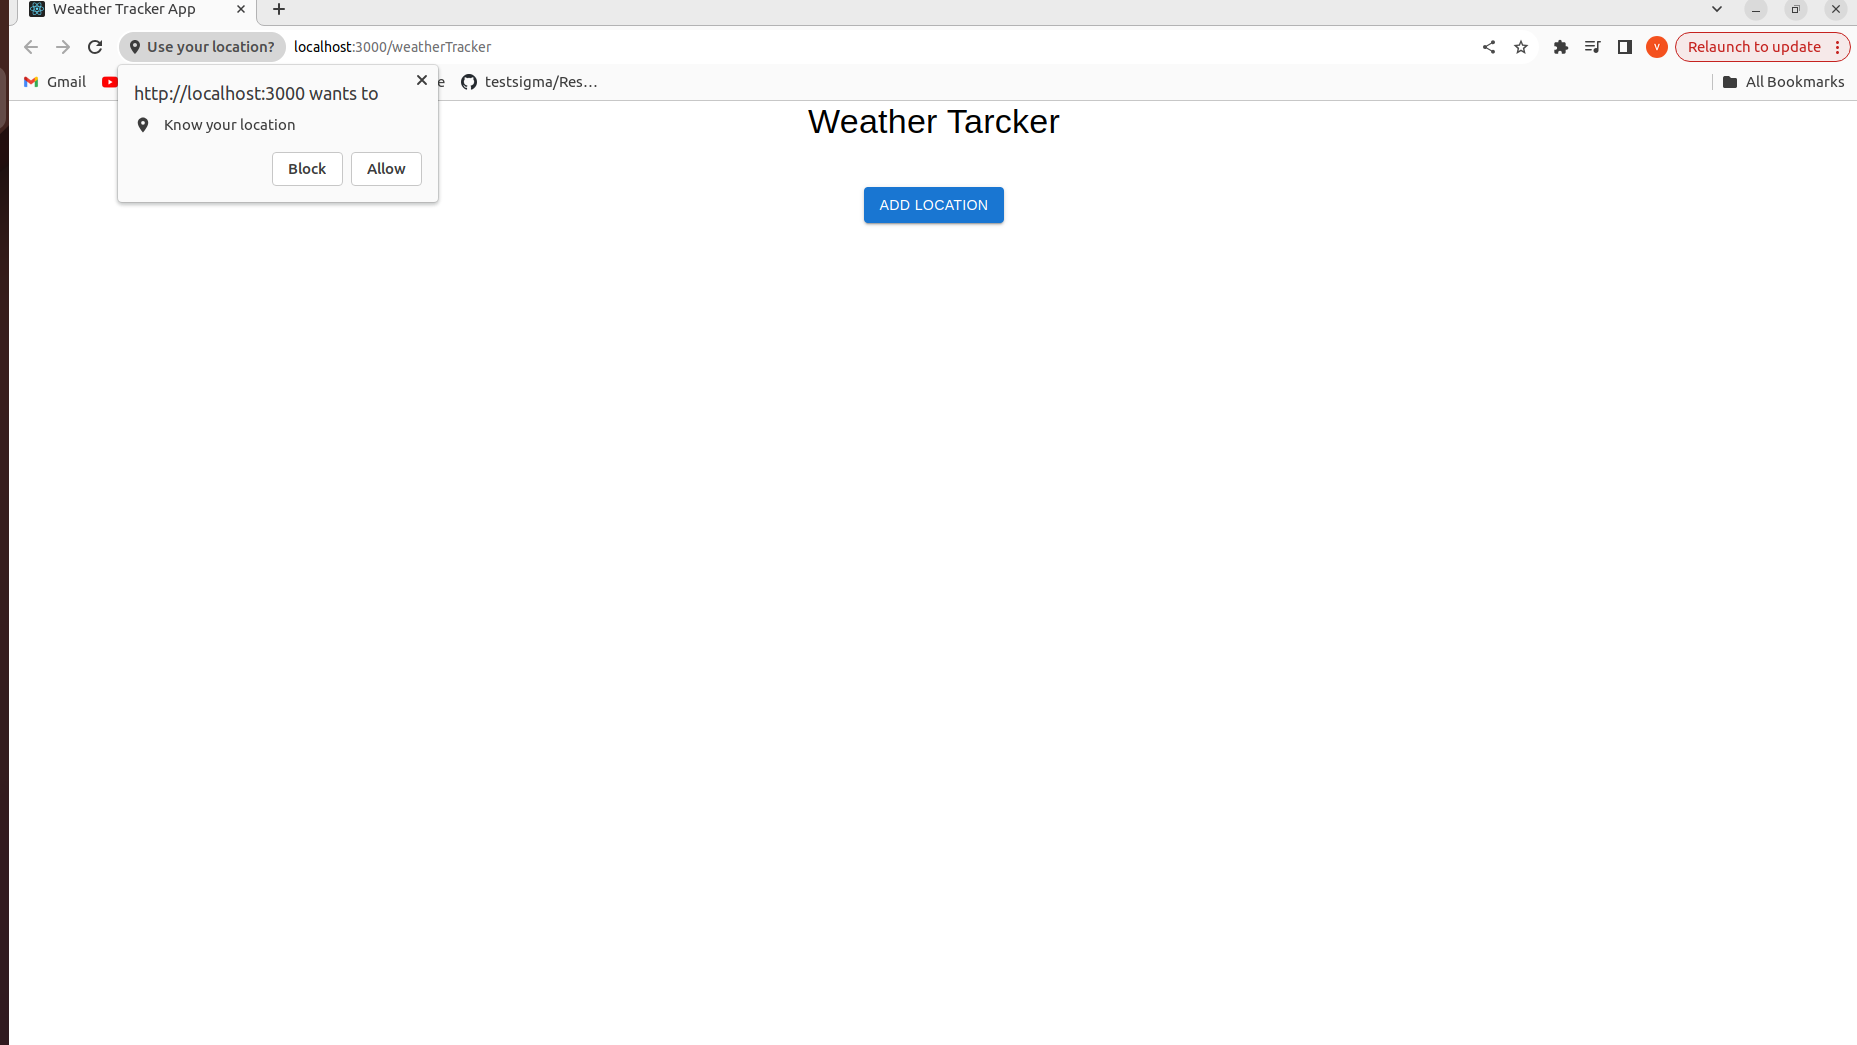 Weather Tracker App
Use your location?
localhost:3000/weatherTracker
V
Relaunch to update
Gmail
e
testsigma/Res...
All Bookmarks
http://localhost:3000 wants to
Know your location
Block
Allow
Weather Tarcker
ADD LOCATION